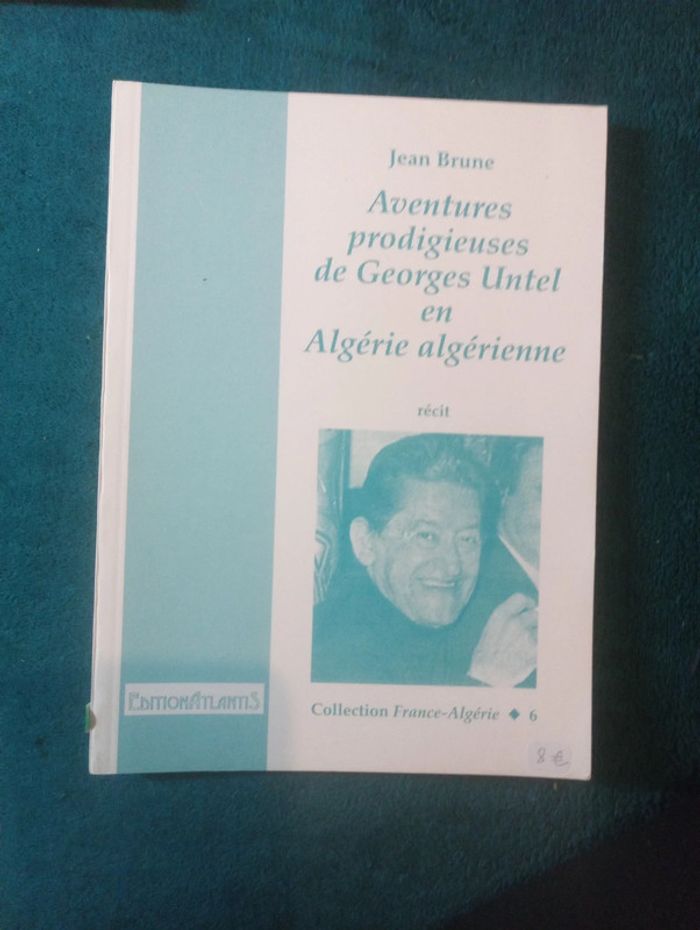 Jean Brune
Aventures
prodigieuses
de Georges Untel
en
Algérie algérienne
récit
EDITIONATLANTIS
Collection France-Algérie ◆ 6
8 €